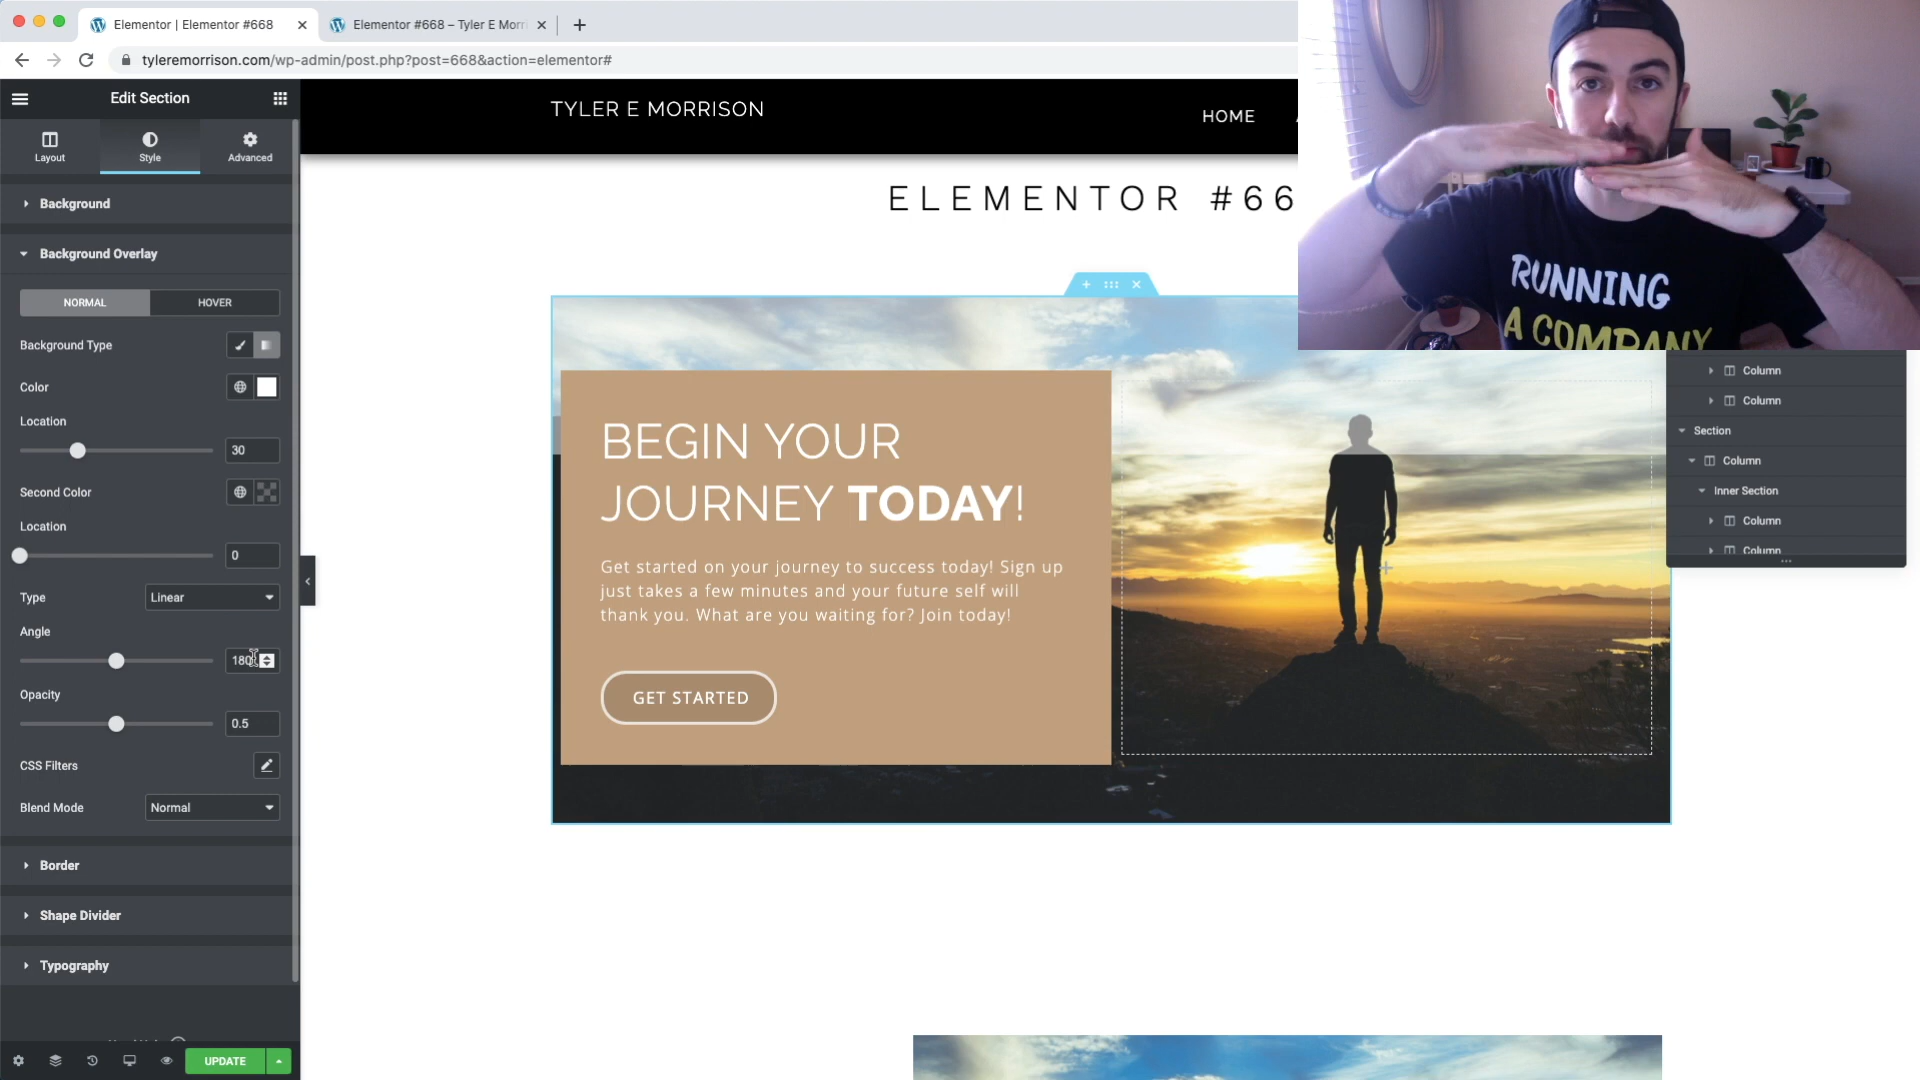 Elementor | Elementor #668
Elementor #668 – Tyler E Morri
tyleremorrison.com/wp-admin/post.php?post=668&action=elementor#
Edit Section
Layout
Style
Advanced
Background
Background Overlay
NORMAL
HOVER
Background Type
Color
Location
30
Second Color
Location
0
Type
Linear
Angle
180
Opacity
0.5
CSS Filters
Blend Mode
Normal
Border
Shape Divider
Typography
UPDATE
TYLER E MORRISON
HOME
ELEMENTOR #66
BEGIN YOUR
JOURNEY TODAY!
Get started on your journey to success today! Sign up
just takes a few minutes and your future self will
thank you. What are you waiting for? Join today!
GET STARTED
RUNNING
A COMPANY
Column
Column
Section
Column
Inner Section
Column
Column